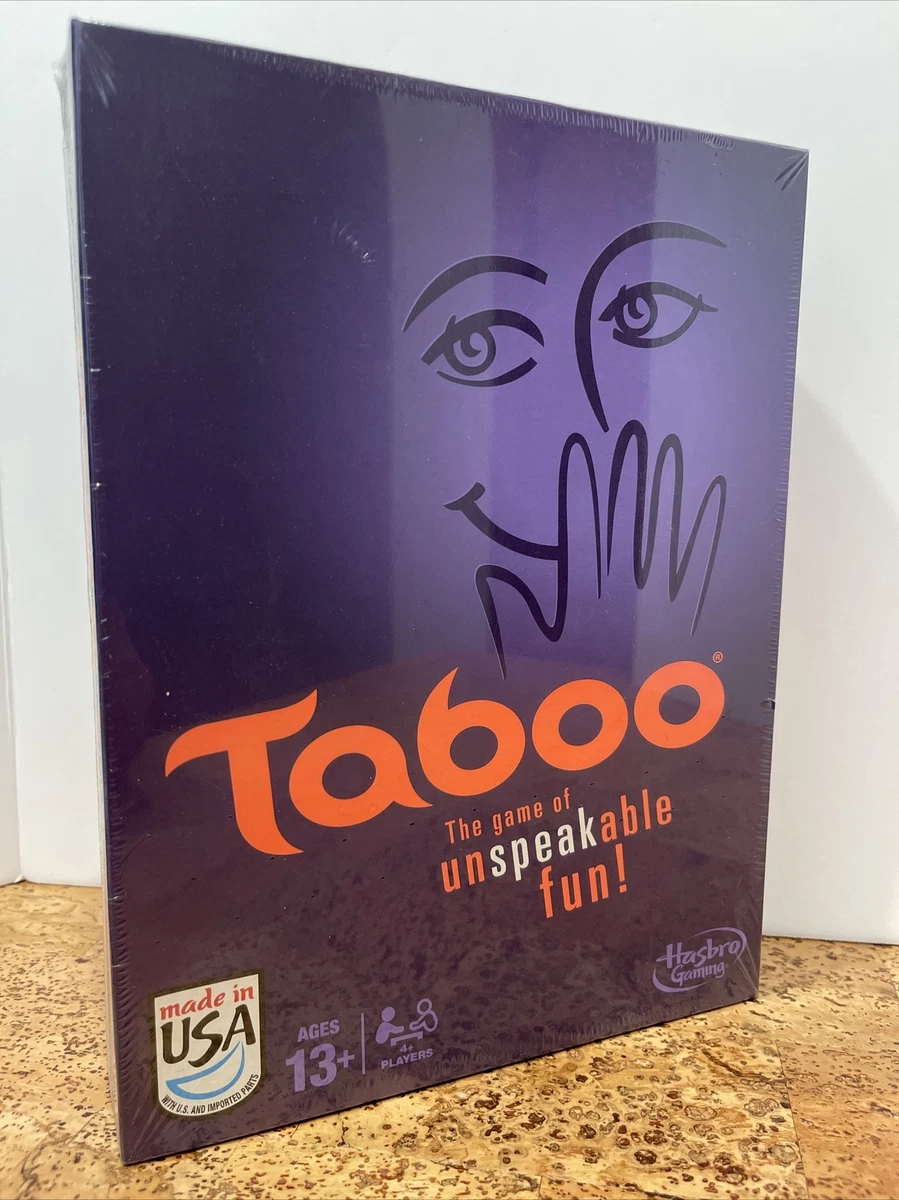 Taboo®
The game of
unspeakable
fun!
Hasbro
Gaming
made in
USA
WITH U.S. AND IMPORTED PARTS
AGES
13+
4+
PLAYERS